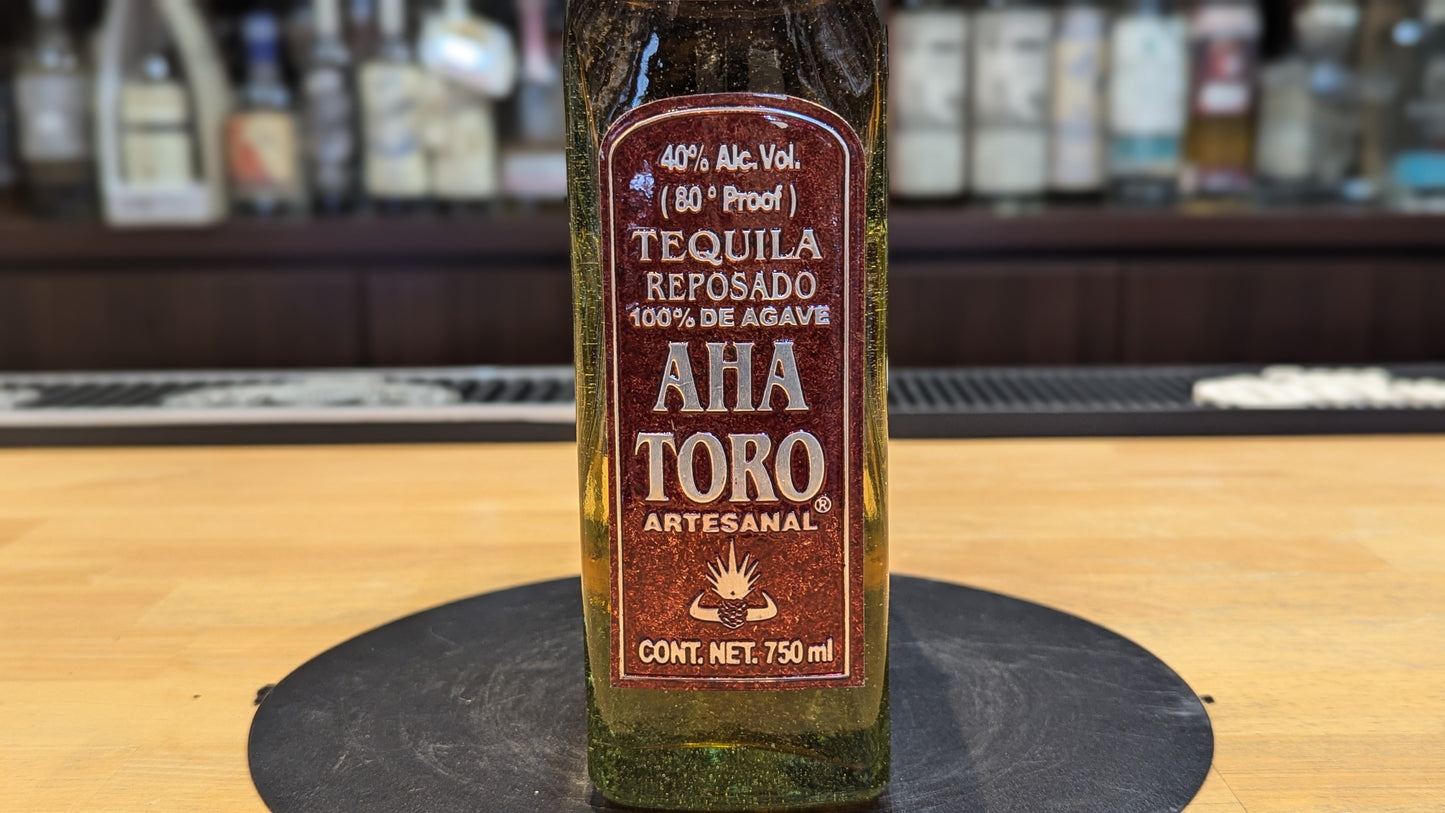 40% Alc. Vol.
( 80 ° Proof )
TEQUILA
REPOSADO
100% DE AGAVE
AHA
TORO®
ARTESANAL
CONT. NET. 750 ml